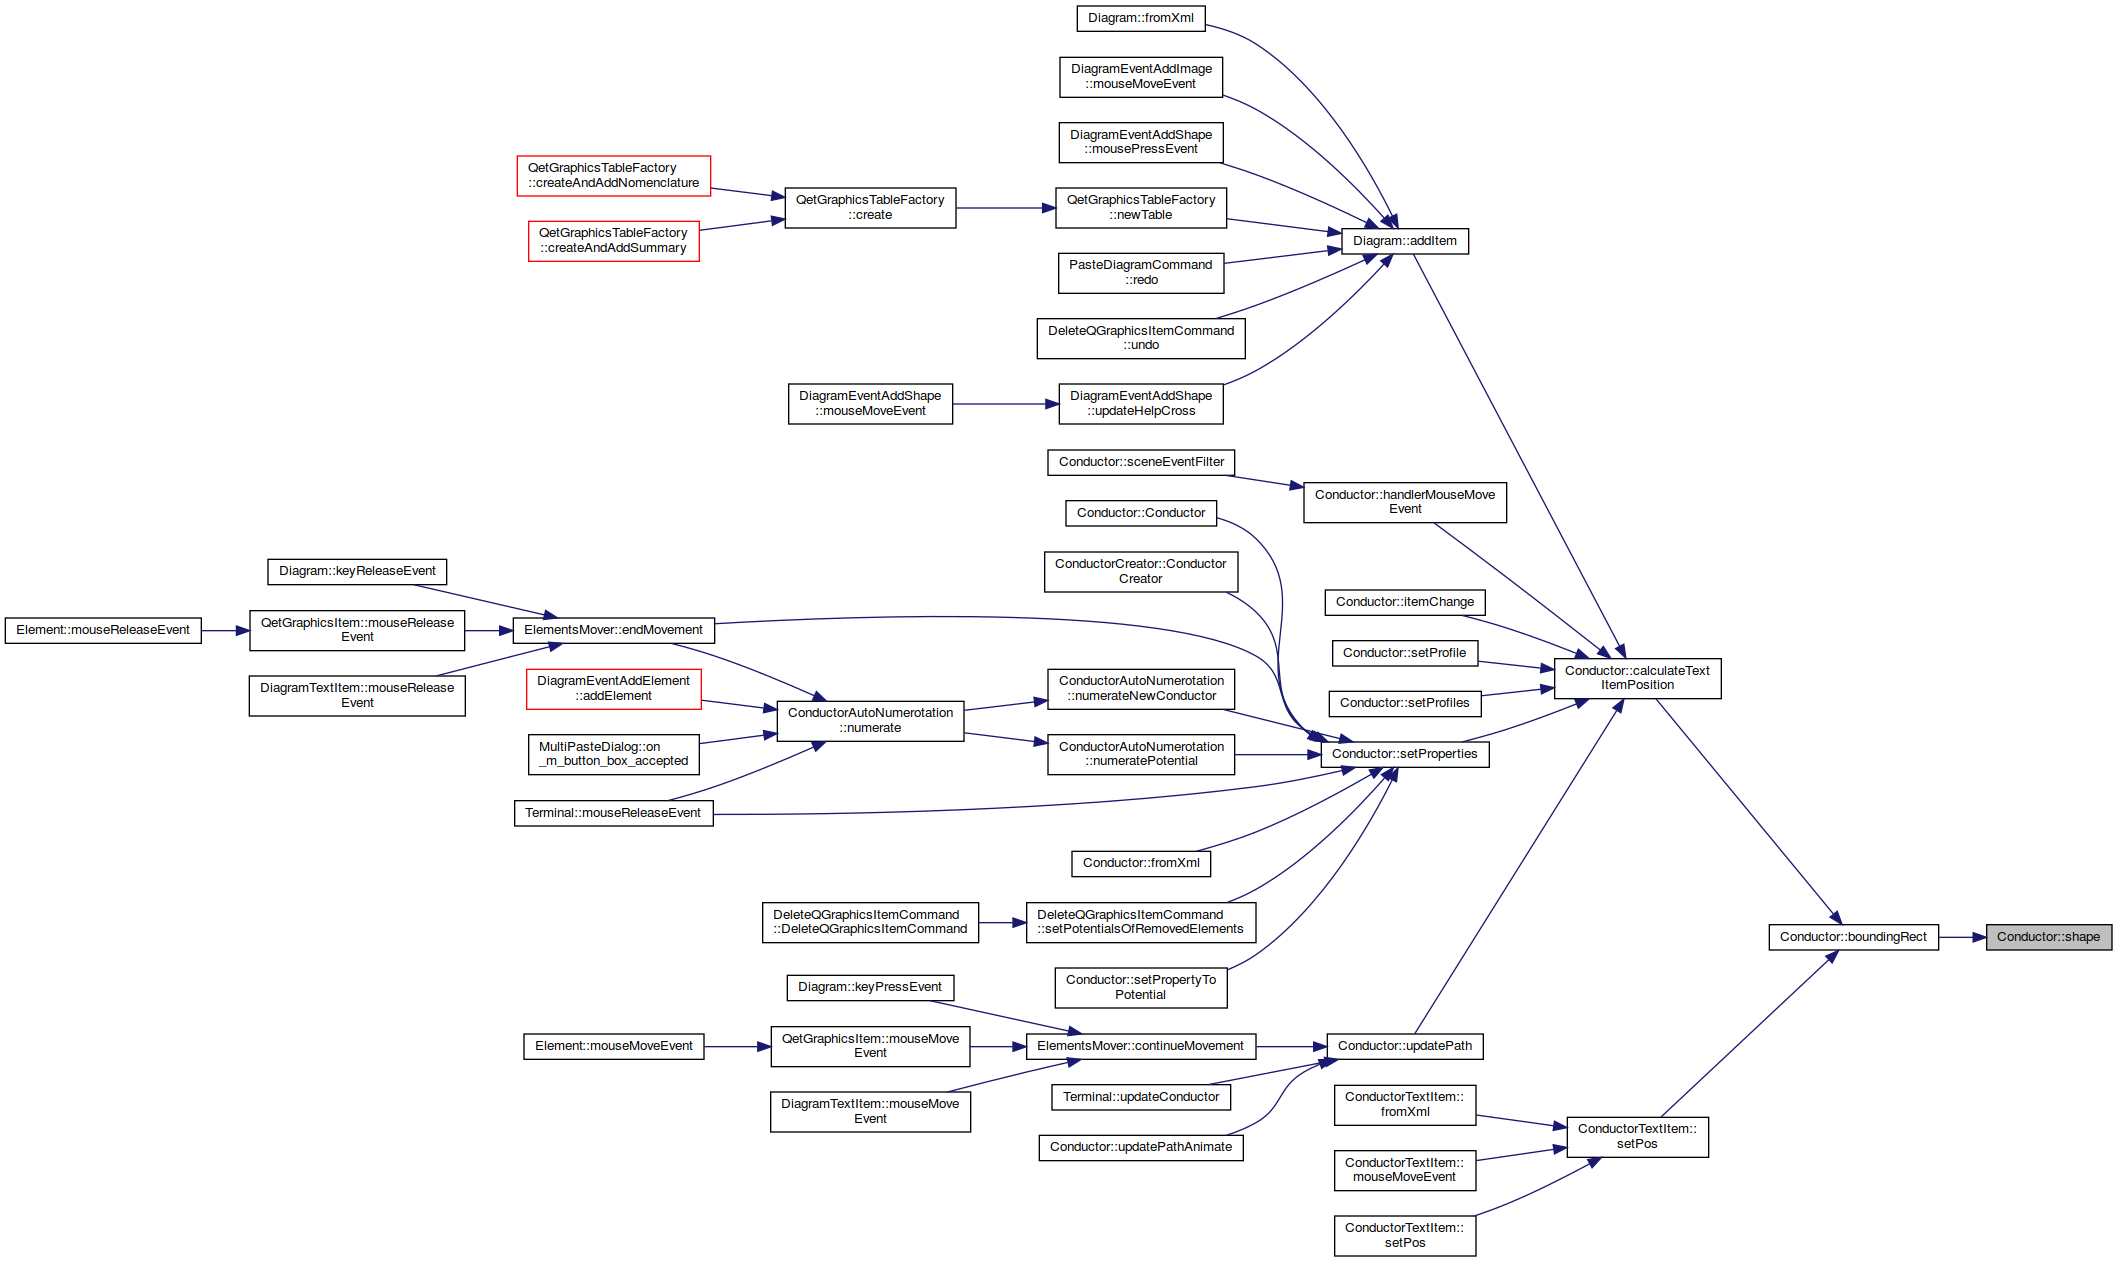 Diagram::fromXml
DiagramEventAddImage
::mouseMoveEvent
DiagramEventAddShape
::mousePressEvent
QetGraphicsTableFactory
::createAndAddNomenclature
QetGraphicsTableFactory
::create
QetGraphicsTableFactory
::newTable
QetGraphicsTableFactory
::createAndAddSummary
Diagram::addItem
PasteDiagramCommand
::redo
DeleteQGraphicsItemCommand
::undo
DiagramEventAddShape
::mouseMoveEvent
DiagramEventAddShape
::updateHelpCross
Conductor::sceneEventFilter
Conductor::handlerMouseMove
Event
Conductor::Conductor
ConductorCreator::Conductor
Creator
Diagram::keyReleaseEvent
Conductor::itemChange
Element::mouseReleaseEvent
QetGraphicsItem::mouseRelease
Event
ElementsMover::endMovement
Conductor::setProfile
Conductor::calculateText
ItemPosition
DiagramTextItem::mouseRelease
Event
DiagramEventAddElement
::addElement
ConductorAutoNumerotation
::numerateNewConductor
Conductor::setProfiles
ConductorAutoNumerotation
::numerate
MultiPasteDialog::on
_m_button_box_accepted
ConductorAutoNumerotation
::numeratePotential
Conductor::setProperties
Terminal::mouseReleaseEvent
Conductor::fromXml
DeleteQGraphicsItemCommand
::DeleteQGraphicsItemCommand
DeleteQGraphicsItemCommand
::setPotentialsOfRemovedElements
Conductor::boundingRect
Conductor::shape
Conductor::setPropertyTo
Potential
Diagram::keyPressEvent
Element::mouseMoveEvent
QetGraphicsItem::mouseMove
Event
ElementsMover::continueMovement
Conductor::updatePath
DiagramTextItem::mouseMove
Event
Terminal::updateConductor
ConductorTextItem::
fromXml
Conductor::updatePathAnimate
ConductorTextItem::
setPos
ConductorTextItem::
mouseMoveEvent
ConductorTextItem::
setPos